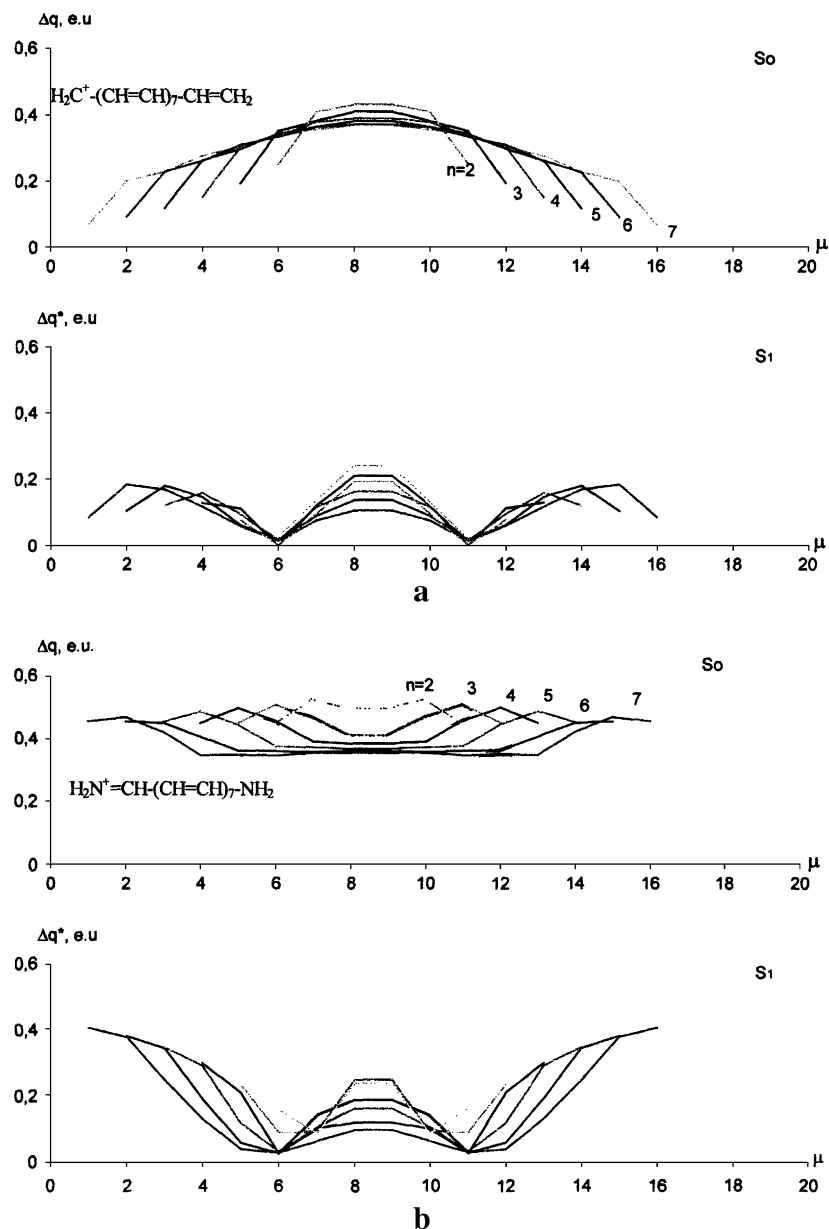 Δq, e.u
0,6
So
H₂C⁺-(CH=CH)₇-CH=CH₂
0,4
n=2
0,2
3
4
5
6
7
0
μ
0 2 4 6 8 10 12 14 16 18 20
Δq*, e.u
0,6
S₁
0,4
0,2
0
μ
0 2 4 6 8 10 12 14 16 18 20
a
Δq, e.u.
0,6
So
n=2 3 4 5 6 7
0,4
H₂N⁺=CH-(CH=CH)₇-NH₂
0,2
0
μ
0 2 4 6 8 10 12 14 16 18 20
Δq*, e.u
0,6
S₁
0,4
0,2
0
μ
0 2 4 6 8 10 12 14 16 18 20
b